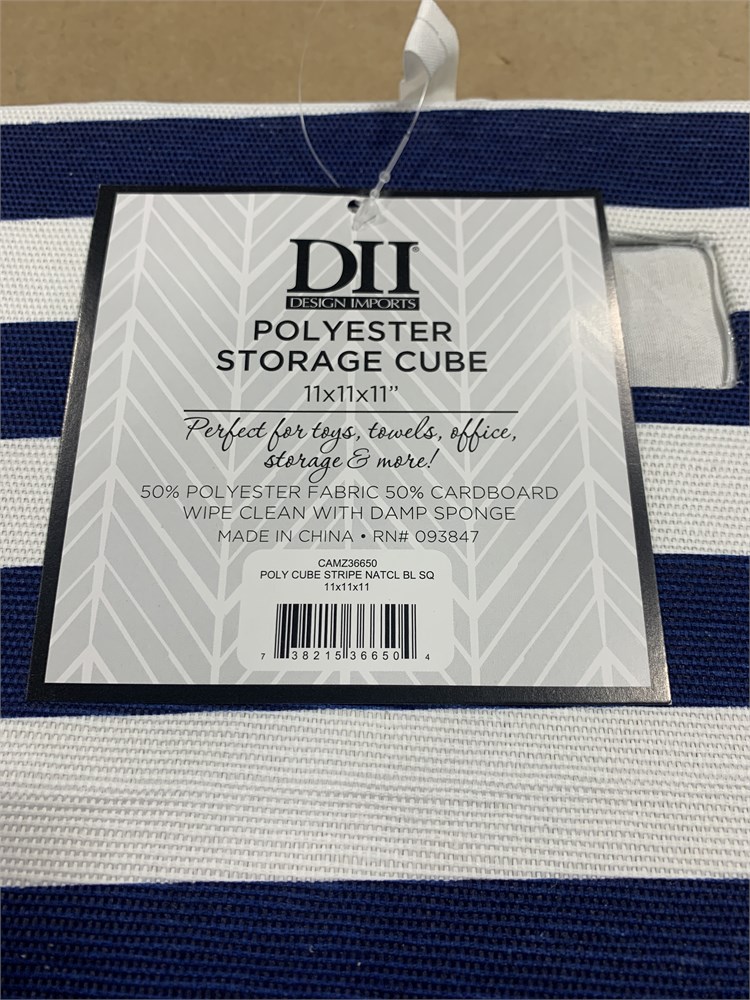 DII®
DESIGN IMPORTS
POLYESTER
STORAGE CUBE
11x11x11”
Perfect for toys, towels, office,
storage & more!
50% POLYESTER FABRIC 50% CARDBOARD
WIPE CLEAN WITH DAMP SPONGE
MADE IN CHINA • RN# 093847
CAMZ36650
POLY CUBE STRIPE NATCL BL SQ
11x11x11
7 38215 36650 4